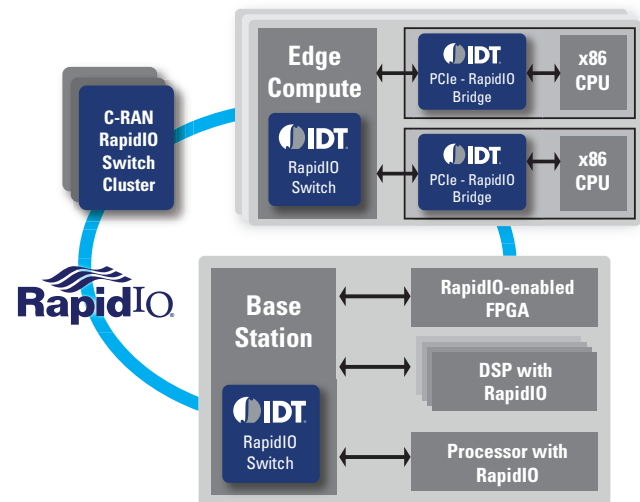 C-RAN
RapidIO
Switch
Cluster
Edge
Compute
IDT
RapidIO
Switch
IDT
PCIe - RapidIO
Bridge
x86
CPU
IDT
PCIe - RapidIO
Bridge
x86
CPU
RapidIO®
Base
Station
IDT
RapidIO
Switch
RapidIO-enabled
FPGA
DSP with
RapidIO
Processor with
RapidIO